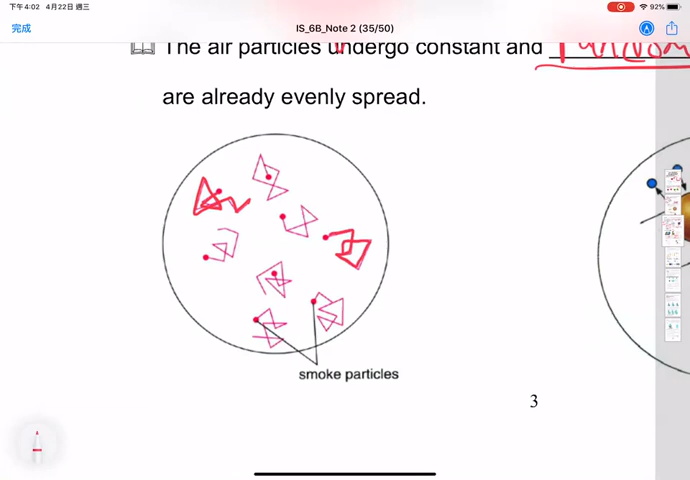 下午4:02 4月22日 週三
92%
完成
IS_6B_Note 2 (35/50)
The air particles undergo constant and random
are already evenly spread.
smoke particles
3